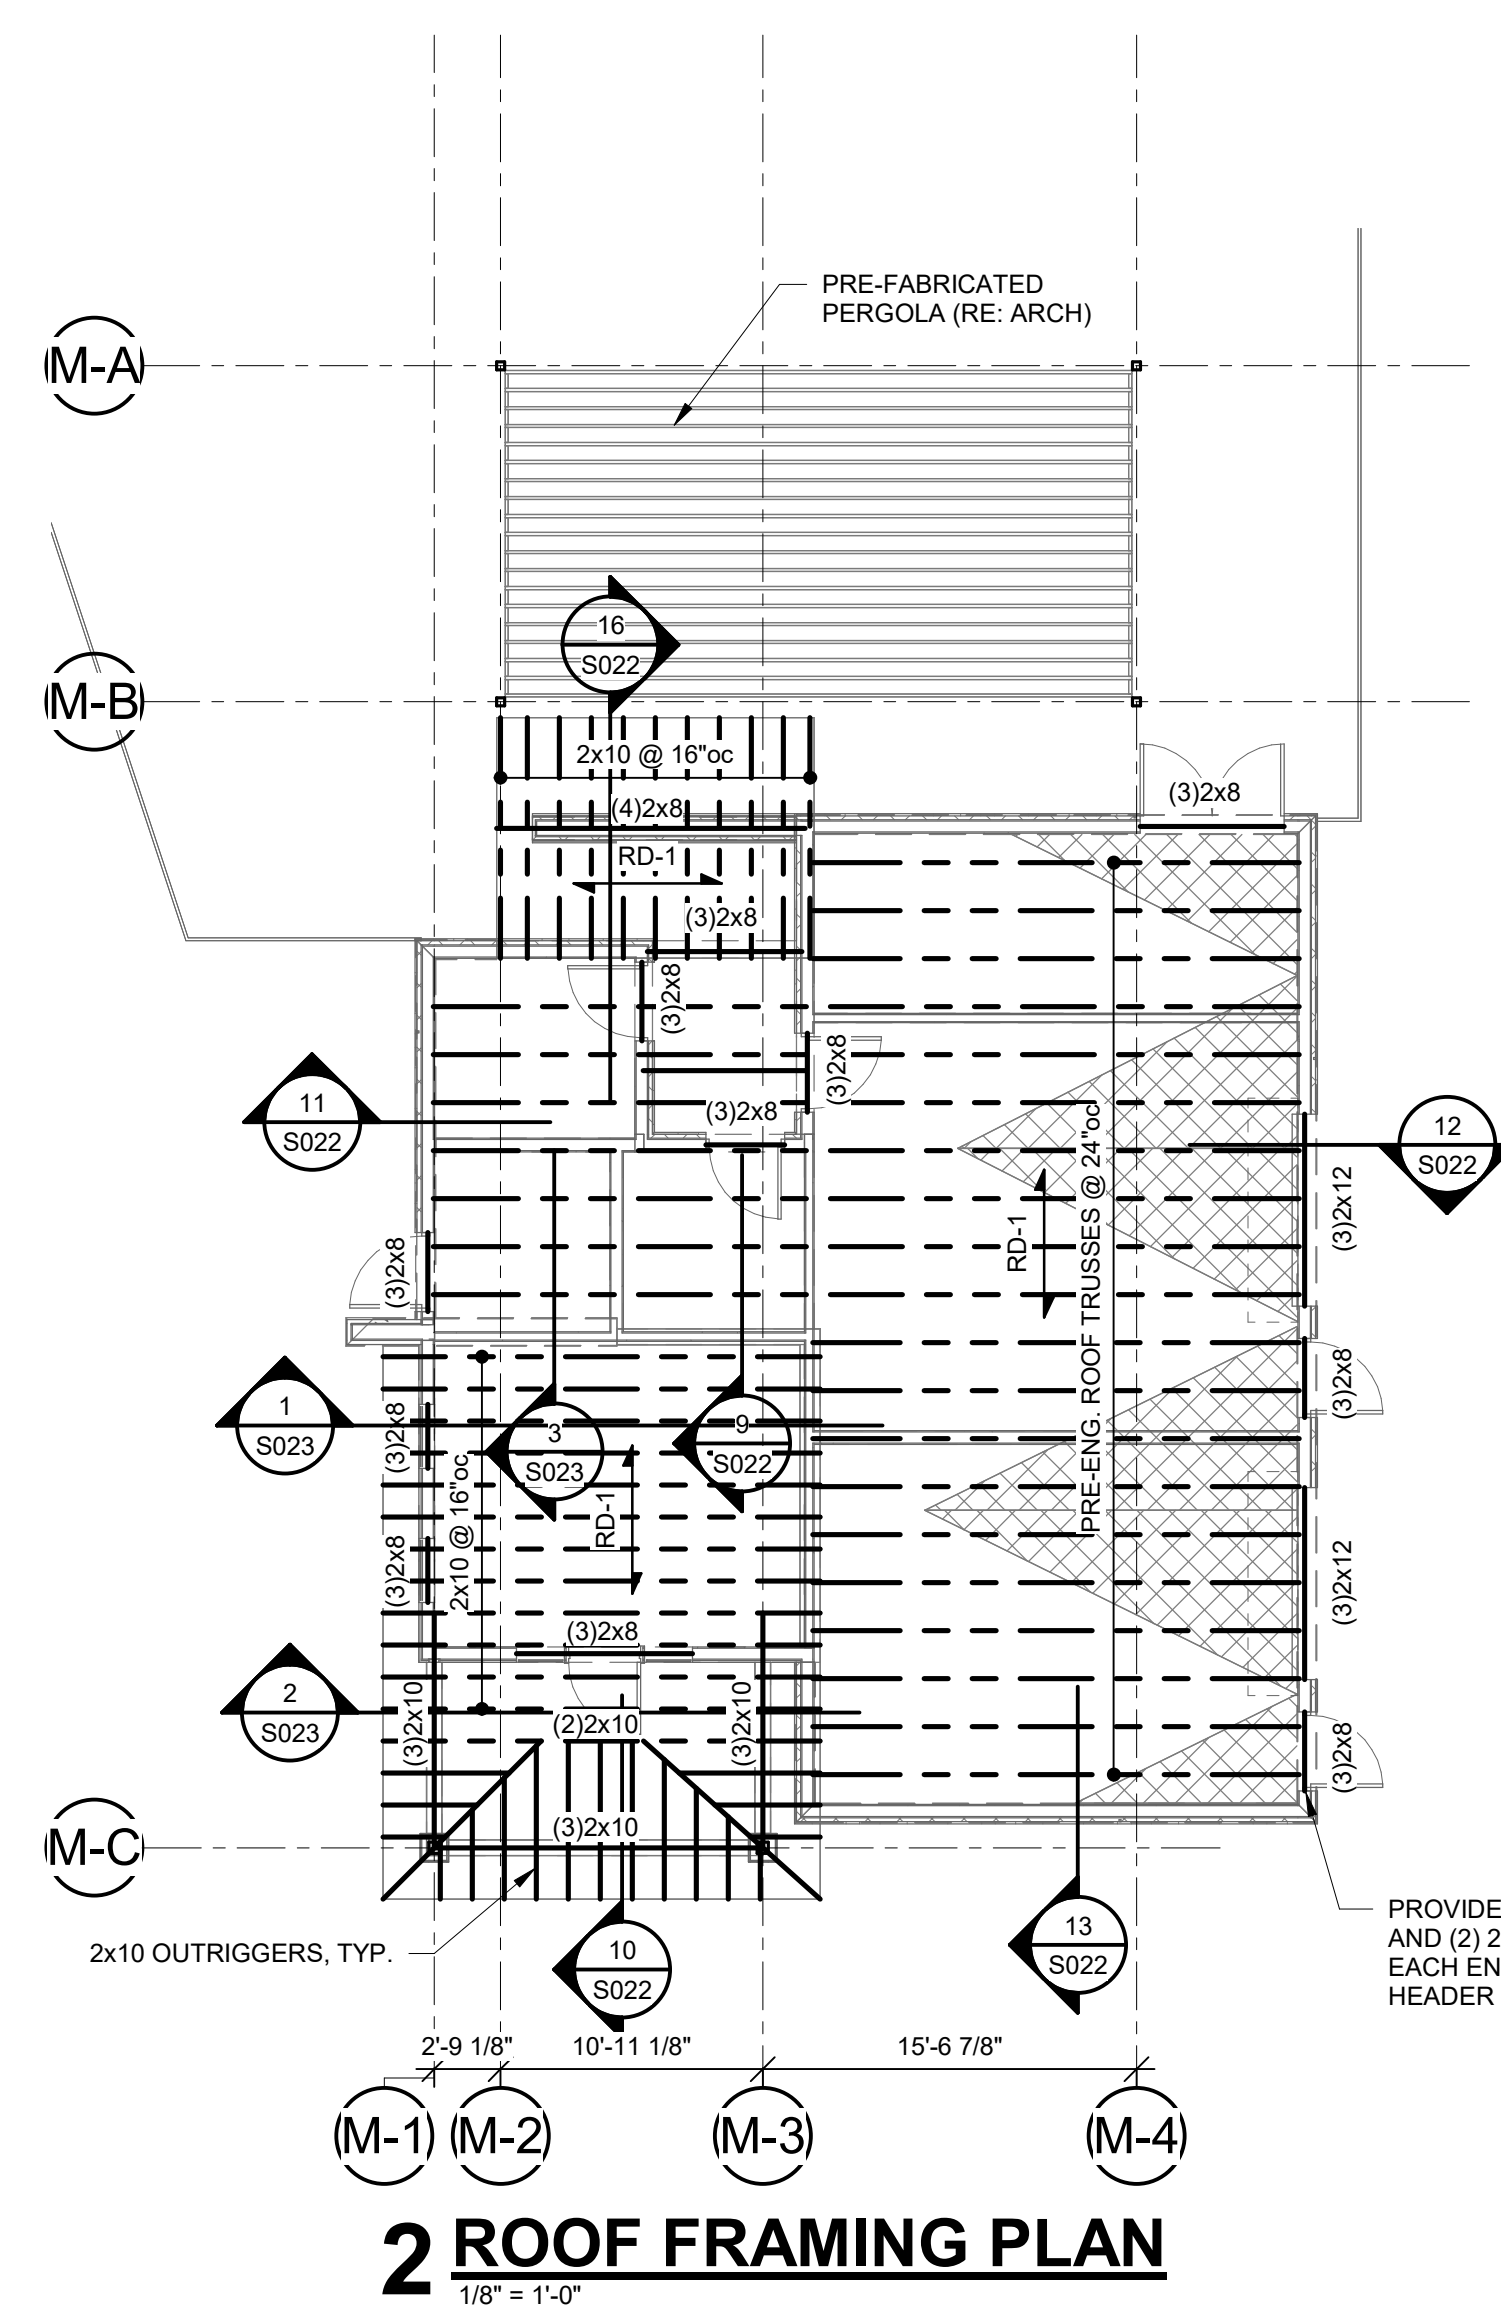 PRE-FABRICATED
PERGOLA (RE: ARCH)
M-A
16
S022
M-B
2x10 @ 16"oc
(3)2x8
(4)2x8
RD-1
(3)2x8
(3)2x8
(3)2x8
11
S022
(3)2x8
12
S022
PRE-ENG. ROOF TRUSSES @ 24"oc
(3)2x12
RD-1
(3)2x8
(3)2x8
1
S023
(3)2x8
3
S023
9
S022
2x10 @ 16"oc
RD-1
(3)2x8
(3)2x12
(3)2x8
2
S023
(3)2x10
(2)2x10
(3)2x10
(3)2x8
M-C
(3)2x10
PROVIDE
AND (2) 2
EACH EN
HEADER
2x10 OUTRIGGERS, TYP.
10
S022
13
S022
2'-9 1/8"
10'-11 1/8"
15'-6 7/8"
M-1
M-2
M-3
M-4
2 ROOF FRAMING PLAN
1/8" = 1'-0"